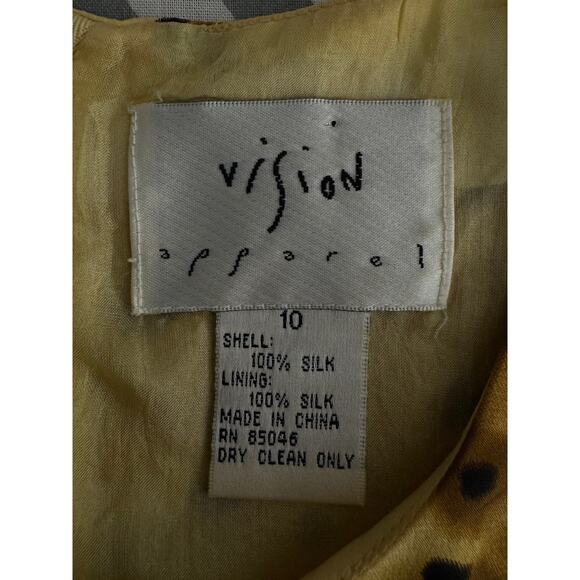 vision
apparel
10
SHELL:
100% SILK
LINING:
100% SILK
MADE IN CHINA
RN 85046
DRY CLEAN ONLY